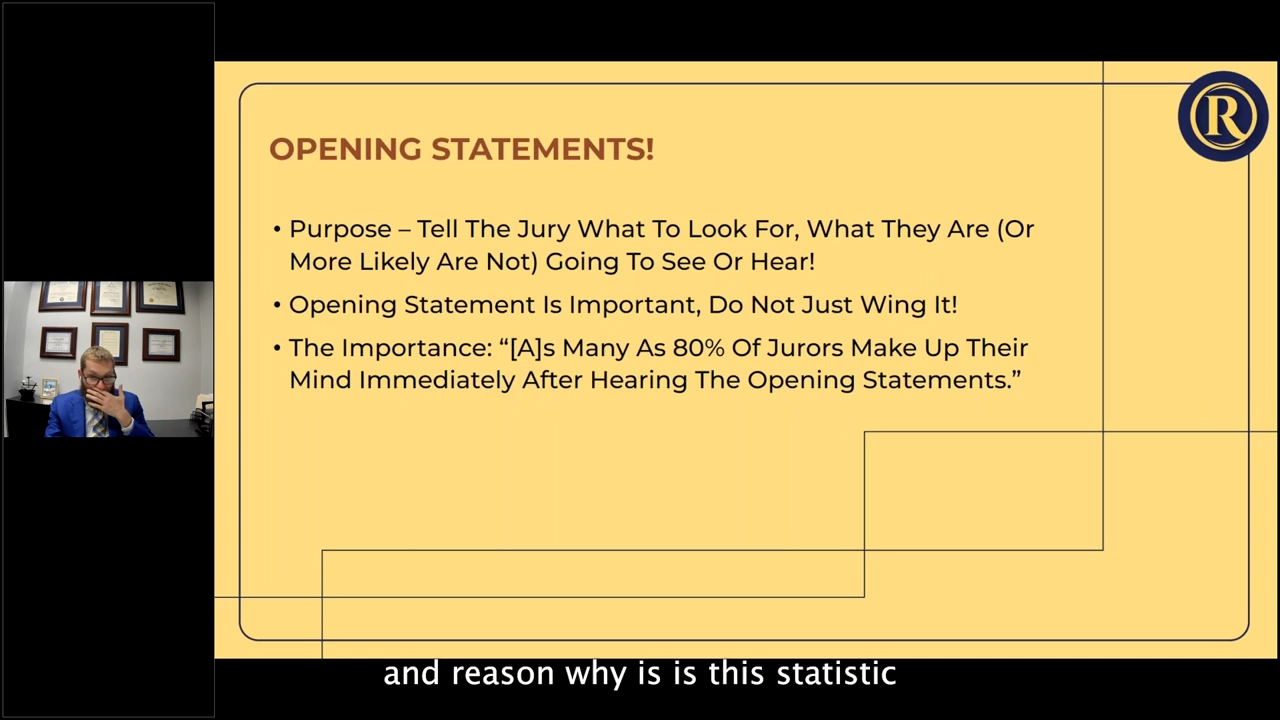 R
OPENING STATEMENTS!
• Purpose – Tell The Jury What To Look For, What They Are (Or
More Likely Are Not) Going To See Or Hear!
• Opening Statement Is Important, Do Not Just Wing It!
• The Importance: “[A]s Many As 80% Of Jurors Make Up Their
Mind Immediately After Hearing The Opening Statements.”
and reason why is is this statistic